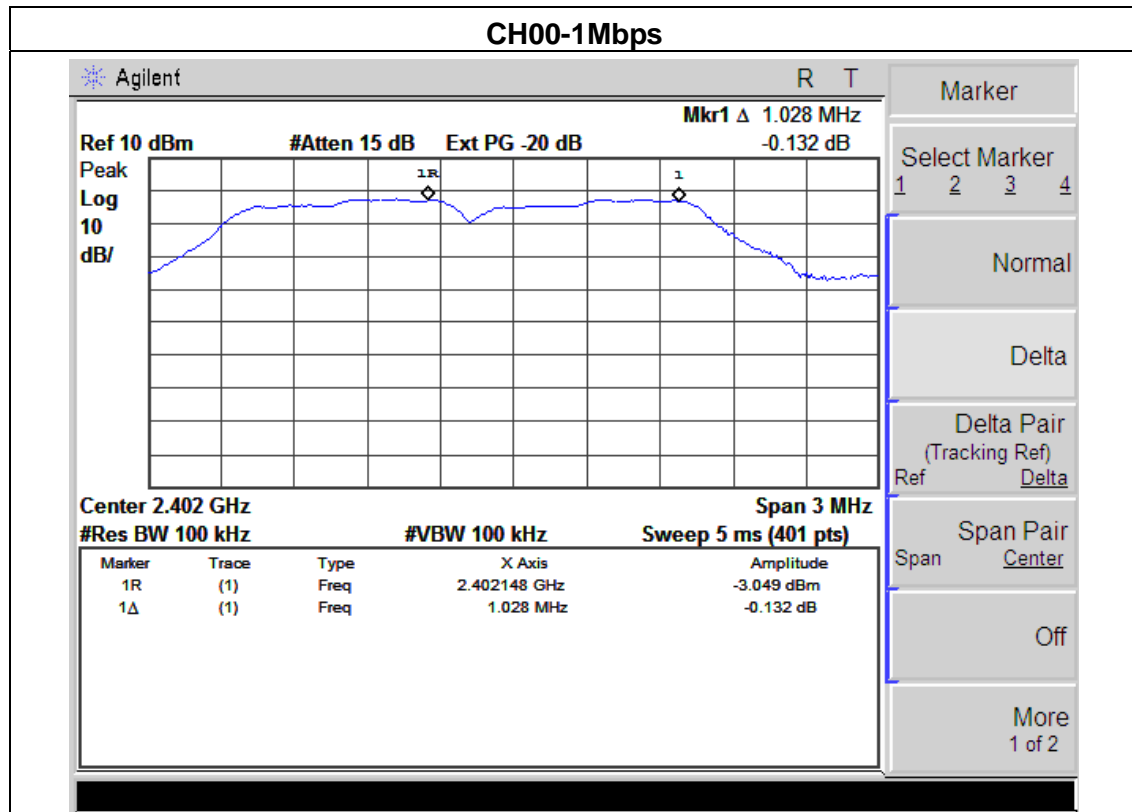 CH00-1Mbps
Agilent R T
Mkr1 Δ 1.028 MHz
Ref 10 dBm #Atten 15 dB Ext PG -20 dB -0.132 dB
Peak
Log
10
dB/
1R
1
Center 2.402 GHz Span 3 MHz
#Res BW 100 kHz #VBW 100 kHz Sweep 5 ms (401 pts)
Marker Trace Type X Axis Amplitude
1R (1) Freq 2.402148 GHz -3.049 dBm
1Δ (1) Freq 1.028 MHz -0.132 dB
Marker
Select Marker
1 2 3 4
Normal
Delta
Delta Pair
(Tracking Ref)
Ref Delta
Span Pair
Span Center
Off
More
1 of 2